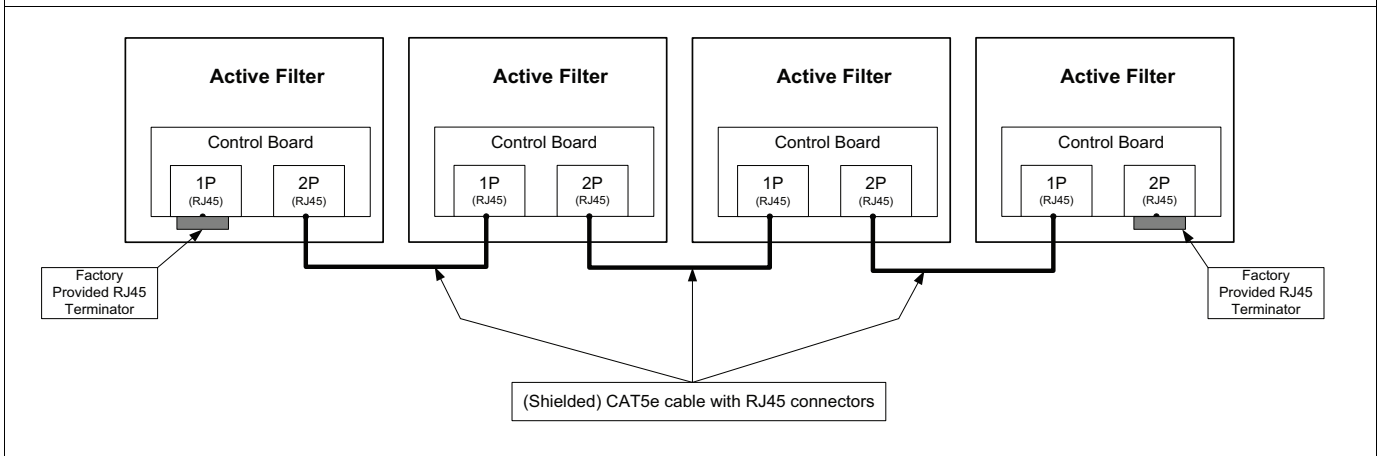 Active Filter
Active Filter
Active Filter
Active Filter
Control Board
Control Board
Control Board
Control Board
1P
(RJ45)
2P
(RJ45)
1P
(RJ45)
2P
(RJ45)
1P
(RJ45)
2P
(RJ45)
1P
(RJ45)
2P
(RJ45)
Factory
Provided RJ45
Terminator
Factory
Provided RJ45
Terminator
(Shielded) CAT5e cable with RJ45 connectors